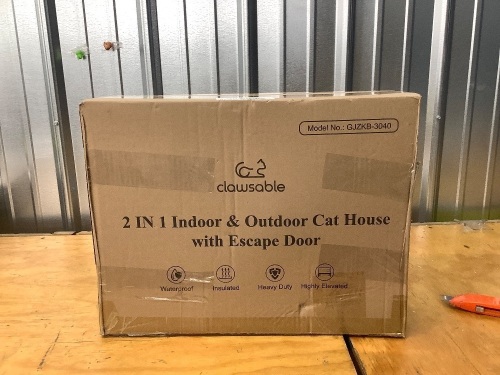 Model No.: GJZKB-3040
clawsable
2 IN 1 Indoor & Outdoor Cat House
with Escape Door
Waterproof Insulated Heavy Duty Highly Elevated